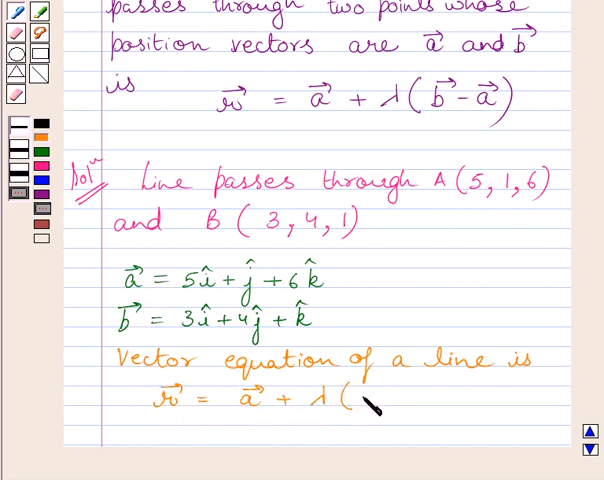 passes through two points whose
position vectors are a⃗ and b⃗
is r⃗ = a⃗ + λ(b⃗ - a⃗)
Solⁿ Line passes through A(5, 1, 6)
and B(3, 4, 1)
a⃗ = 5î + ĵ + 6k̂
b⃗ = 3î + 4ĵ + k̂
Vector equation of a line is
r⃗ = a⃗ + λ(